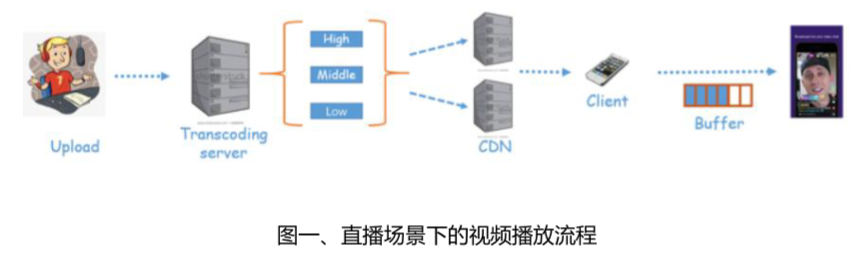 High
Middle
Low
Upload
Transcoding
server
CDN
Client
Buffer
图一、直播场景下的视频播放流程